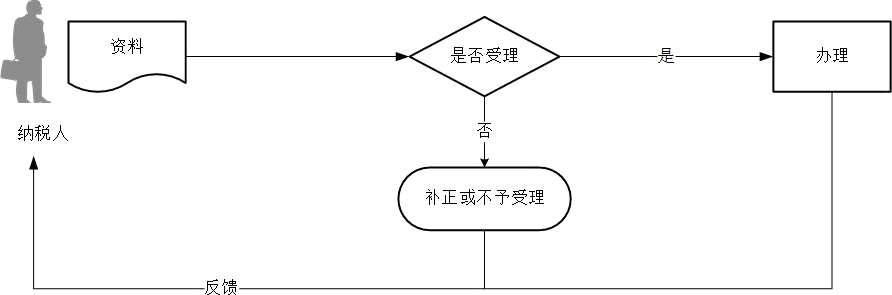 资料
是否受理
是
办理
纳税人
否
补正或不予受理
反馈